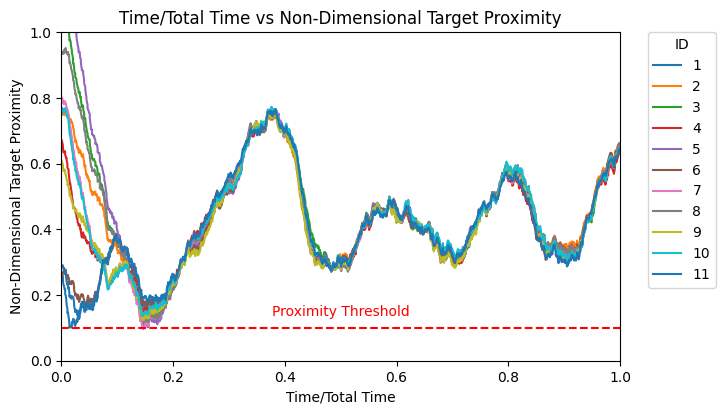 Time/Total Time vs Non-Dimensional Target Proximity
Non-Dimensional Target Proximity
1.0
0.8
0.6
0.4
0.2
0.0
Proximity Threshold
0.0 0.2 0.4 0.6 0.8 1.0
Time/Total Time
ID
1
2
3
4
5
6
7
8
9
10
11